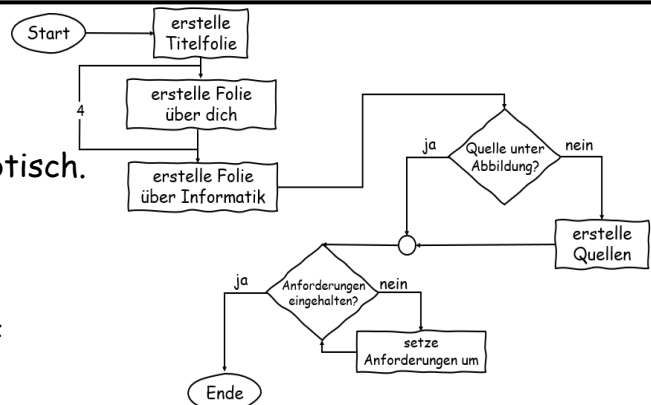 Start
erstelle
Titelfolie
4
erstelle Folie
über dich
erstelle Folie
über Informatik
ja
Quelle unter
Abbildung?
nein
erstelle
Quellen
ja
Anforderungen
eingehalten?
nein
setze
Anforderungen um
Ende